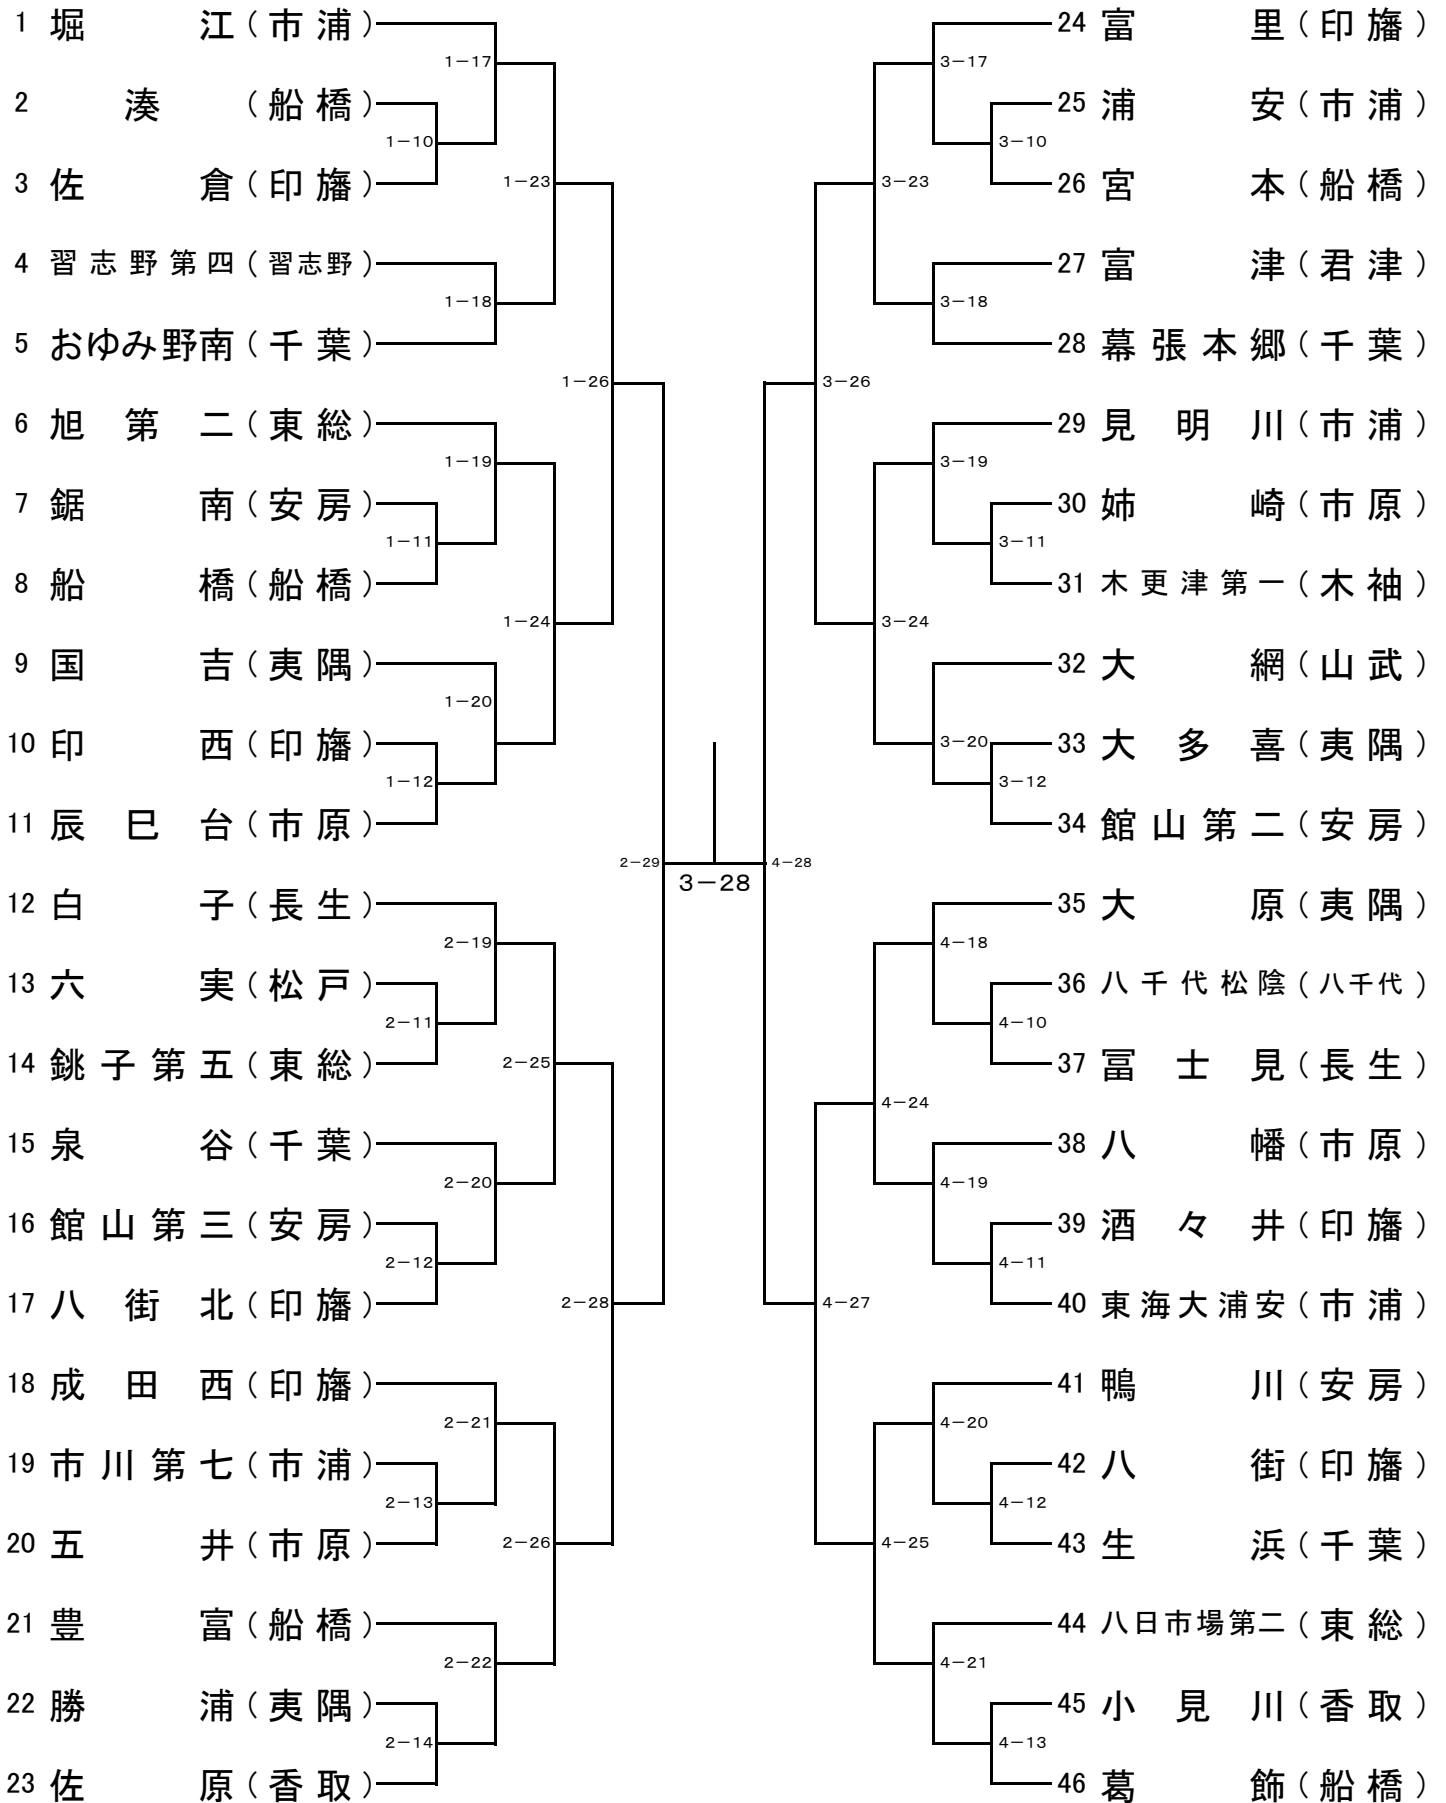 1 堀江(市浦)
1－17
2 湊(船橋)
1－10
3 佐倉(印旛)
1－23
4 習志野第四(習志野)
1－18
5 おゆみ野南(千葉)
1－26
6 旭第二(東総)
1－19
7 鋸南(安房)
1－11
8 船橋(船橋)
1－24
9 国吉(夷隅)
1－20
10 印西(印旛)
1－12
11 辰巳台(市原)
2－29
12 白子(長生)
2－19
13 六実(松戸)
2－11
14 銚子第五(東総)
2－25
15 泉谷(千葉)
2－20
16 館山第三(安房)
2－12
17 八街北(印旛)
2－28
18 成田西(印旛)
2－21
19 市川第七(市浦)
2－13
20 五井(市原)
2－26
21 豊富(船橋)
2－22
22 勝浦(夷隅)
2－14
23 佐原(香取)
3－28
24 富里(印旛)
3－17
25 浦安(市浦)
3－10
26 宮本(船橋)
3－23
27 富津(君津)
3－18
28 幕張本郷(千葉)
3－26
29 見明川(市浦)
3－19
30 姉崎(市原)
3－11
31 木更津第一(木袖)
3－24
32 大網(山武)
3－20
33 大多喜(夷隅)
3－12
34 館山第二(安房)
4－28
35 大原(夷隅)
4－18
36 八千代松陰(八千代)
4－10
37 冨士見(長生)
4－24
38 八幡(市原)
4－19
39 酒々井(印旛)
4－11
40 東海大浦安(市浦)
4－27
41 鴨川(安房)
4－20
42 八街(印旛)
4－12
43 生浜(千葉)
4－25
44 八日市場第二(東総)
4－21
45 小見川(香取)
4－13
46 葛飾(船橋)